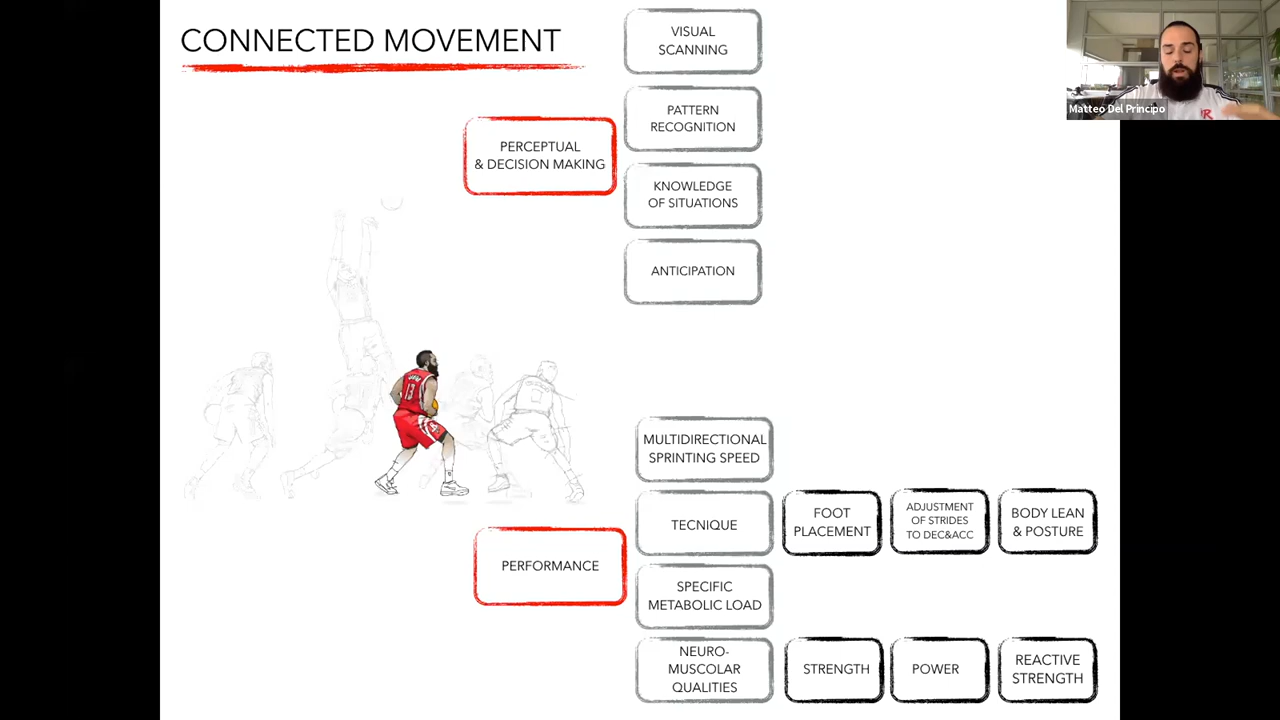 CONNECTED MOVEMENT
VISUAL
SCANNING
PATTERN
RECOGNITION
PERCEPTUAL
& DECISION MAKING
KNOWLEDGE
OF SITUATIONS
ANTICIPATION
Matteo Del Principo
13
MULTIDIRECTIONAL
SPRINTING SPEED
TECNIQUE
FOOT
PLACEMENT
ADJUSTMENT
OF STRIDES
TO DEC&ACC
BODY LEAN
& POSTURE
PERFORMANCE
SPECIFIC
METABOLIC LOAD
NEURO-
MUSCOLAR
QUALITIES
STRENGTH
POWER
REACTIVE
STRENGTH